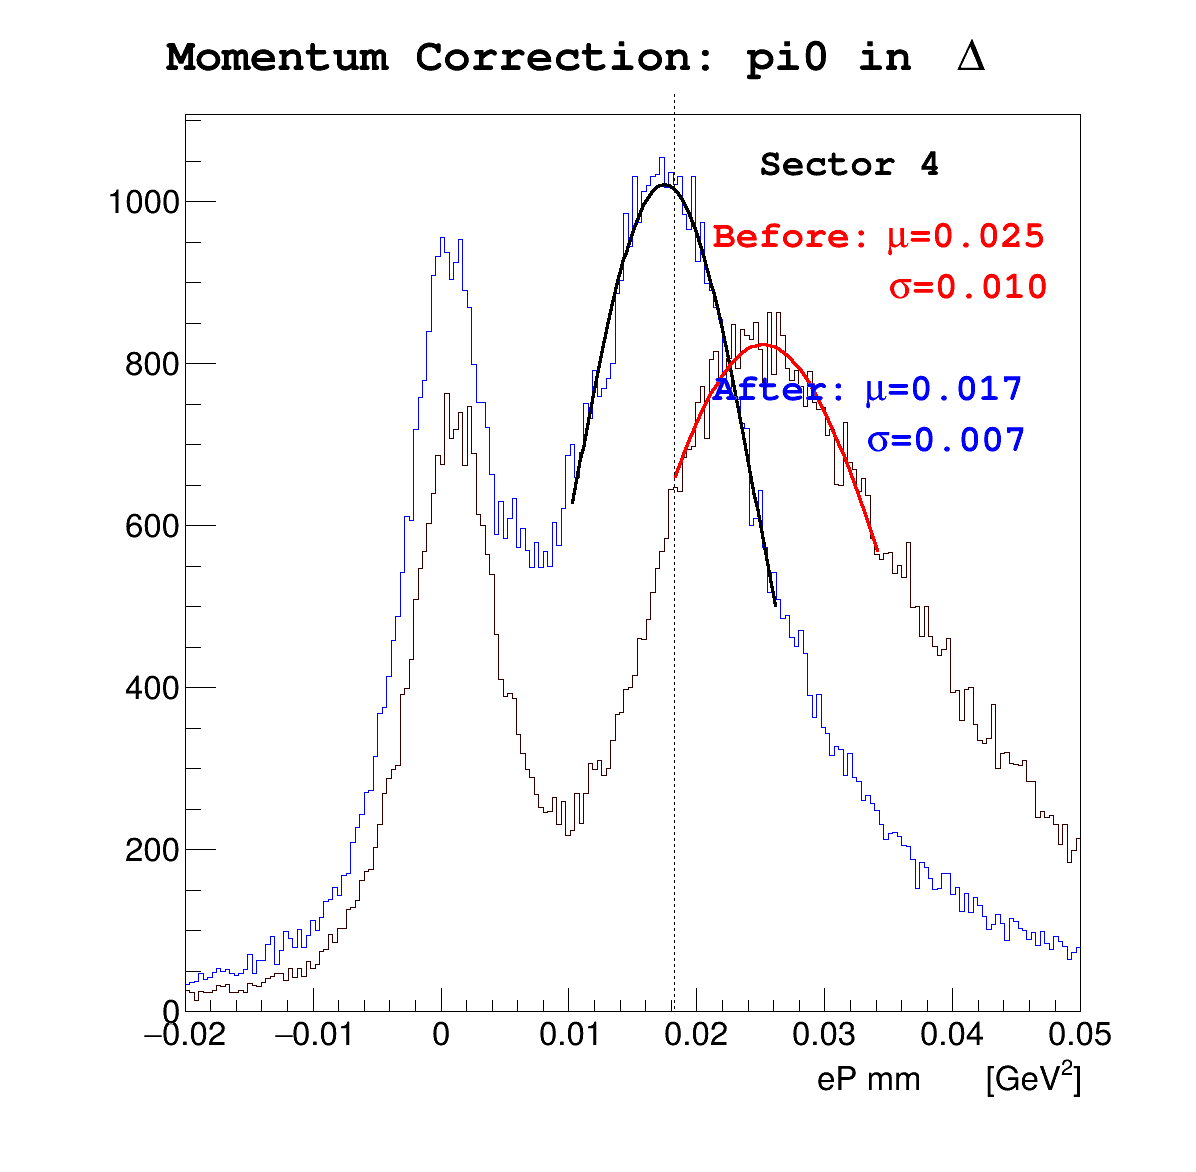 Momentum Correction: pi0 in Δ
Sector 4
Before: μ=0.025
σ=0.010
After: μ=0.017
σ=0.007
1000
800
600
400
200
0
−0.02 −0.01 0 0.01 0.02 0.03 0.04 0.05
eP mm [GeV²]